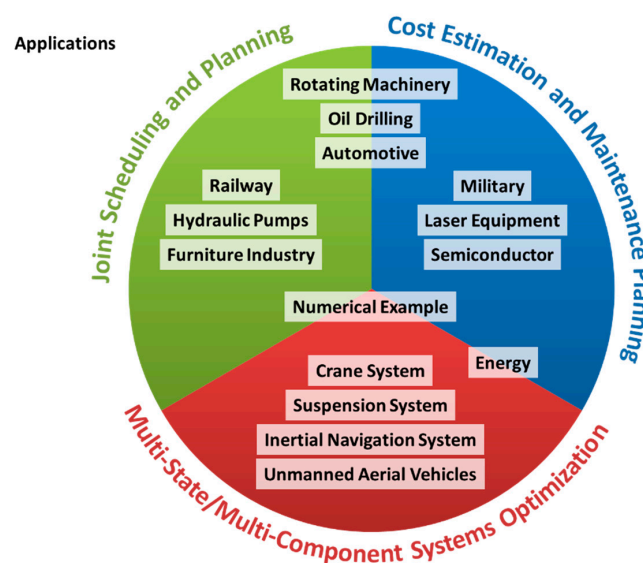 Applications
Joint Scheduling and Planning
Cost Estimation and Maintenance Planning
Rotating Machinery
Oil Drilling
Automotive
Railway
Hydraulic Pumps
Furniture Industry
Military
Laser Equipment
Semiconductor
Numerical Example
Energy
Crane System
Suspension System
Inertial Navigation System
Unmanned Aerial Vehicles
Multi-State/Multi-Component Systems Optimization